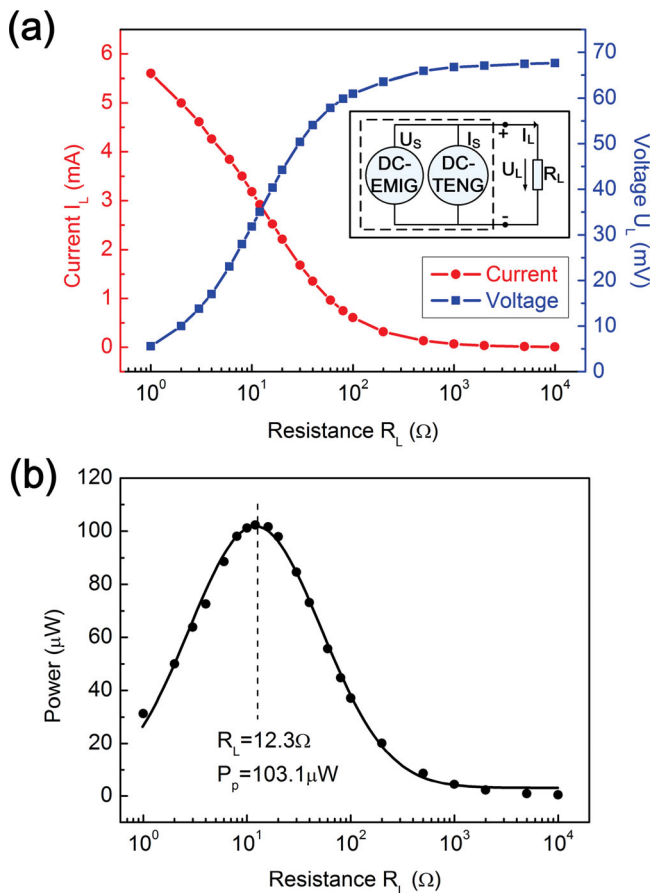 (a)
6
5
4
3
2
1
0
Current I_L (mA)
70
60
50
40
30
20
10
0
Voltage U_L (mV)
U_S I_S + I_L
DC-EMIG
DC-TENG
U_L R_L
-
Current
Voltage
10^0 10^1 10^2 10^3 10^4
Resistance R_L (Ω)
(b)
120
100
80
60
40
20
0
Power (μW)
R_L=12.3Ω
P_p=103.1μW
10^0 10^1 10^2 10^3 10^4
Resistance R_L (Ω)